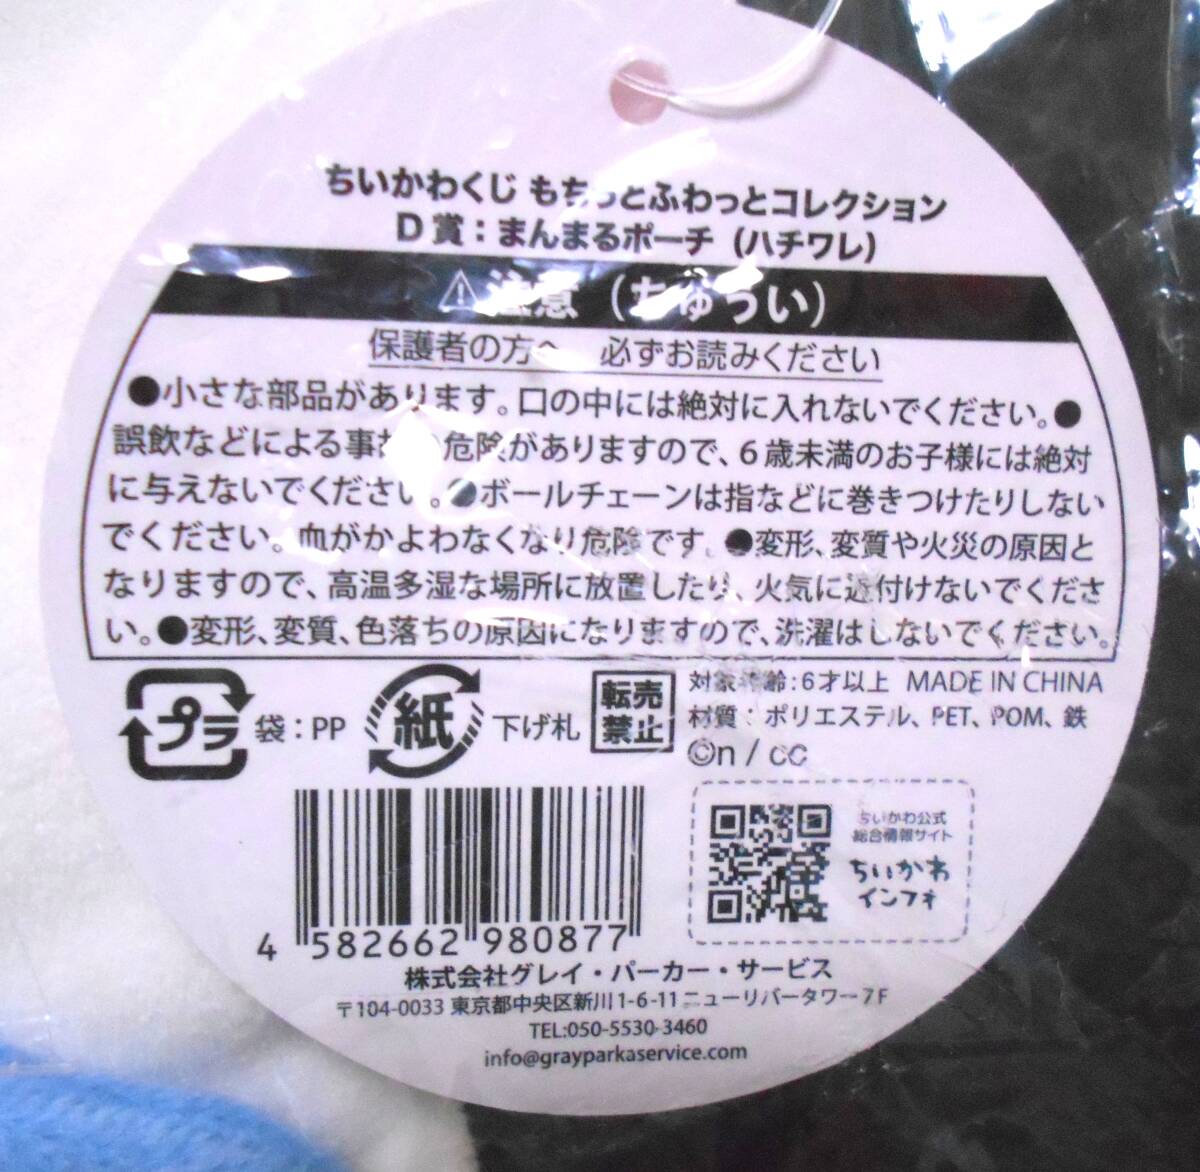 ちいかわくじ もちっとふわっとコレクション
D賞：まんまるポーチ（ハチワレ）
⚠注意（ちゅうい）
保護者の方へ 必ずお読みください
●小さな部品があります。口の中には絶対に入れないでください。●
誤飲などによる事故の危険がありますので、6歳未満のお子様には絶対
に与えないでください。●ボールチェーンは指などに巻きつけたりしない
でください。血がかよわなくなり危険です。●変形、変質や火災の原因と
なりますので、高温多湿な場所に放置したり、火気に近付けないでくださ
い。●変形、変質、色落ちの原因になりますので、洗濯はしないでください。
プラ 袋：PP 紙 下げ札
転売
禁止
対象年齢：6才以上 MADE IN CHINA
材質：ポリエステル、PET、POM、鉄
©n / cc
ちいかわ公式
総合情報サイト
ちいかわ
インフォ
4 582662 980877
株式会社グレイ・パーカー・サービス
〒104-0033 東京都中央区新川1-6-11 ニューリバータワー7F
TEL:050-5530-3460
info@grayparkaservice.com